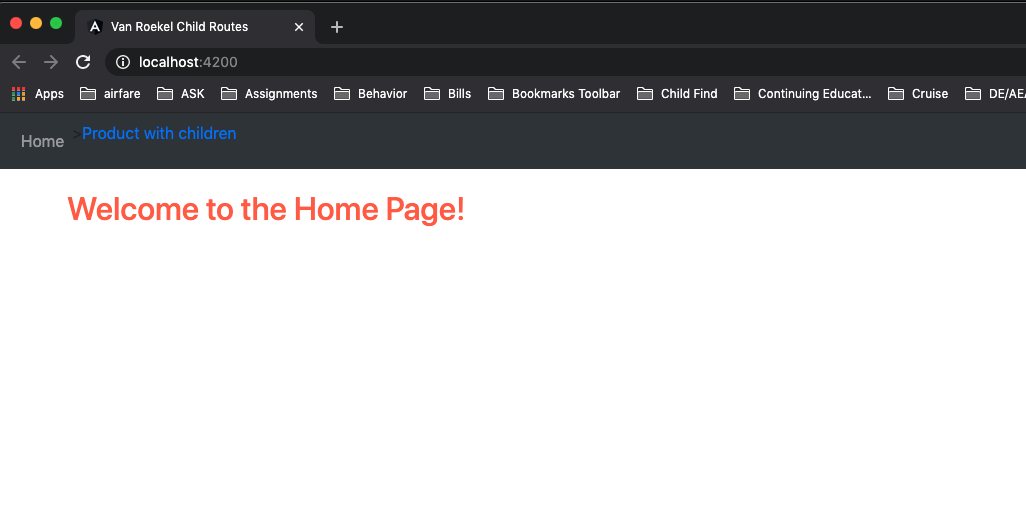 Van Roekel Child Routes
localhost:4200
Apps airfare ASK Assignments Behavior Bills Bookmarks Toolbar Child Find Continuing Educat... Cruise DE/AEA
Home >Product with children
Welcome to the Home Page!